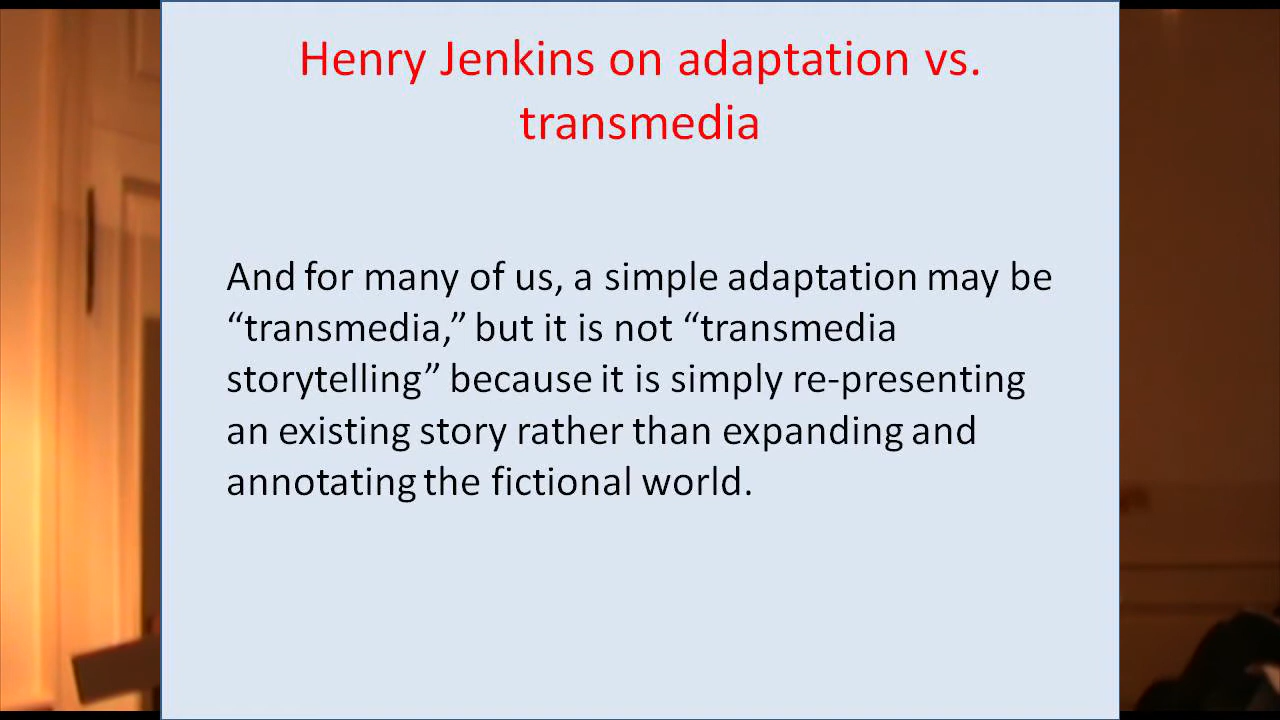 Henry Jenkins on adaptation vs.
transmedia
And for many of us, a simple adaptation may be
“transmedia,” but it is not “transmedia
storytelling” because it is simply re-presenting
an existing story rather than expanding and
annotating the fictional world.